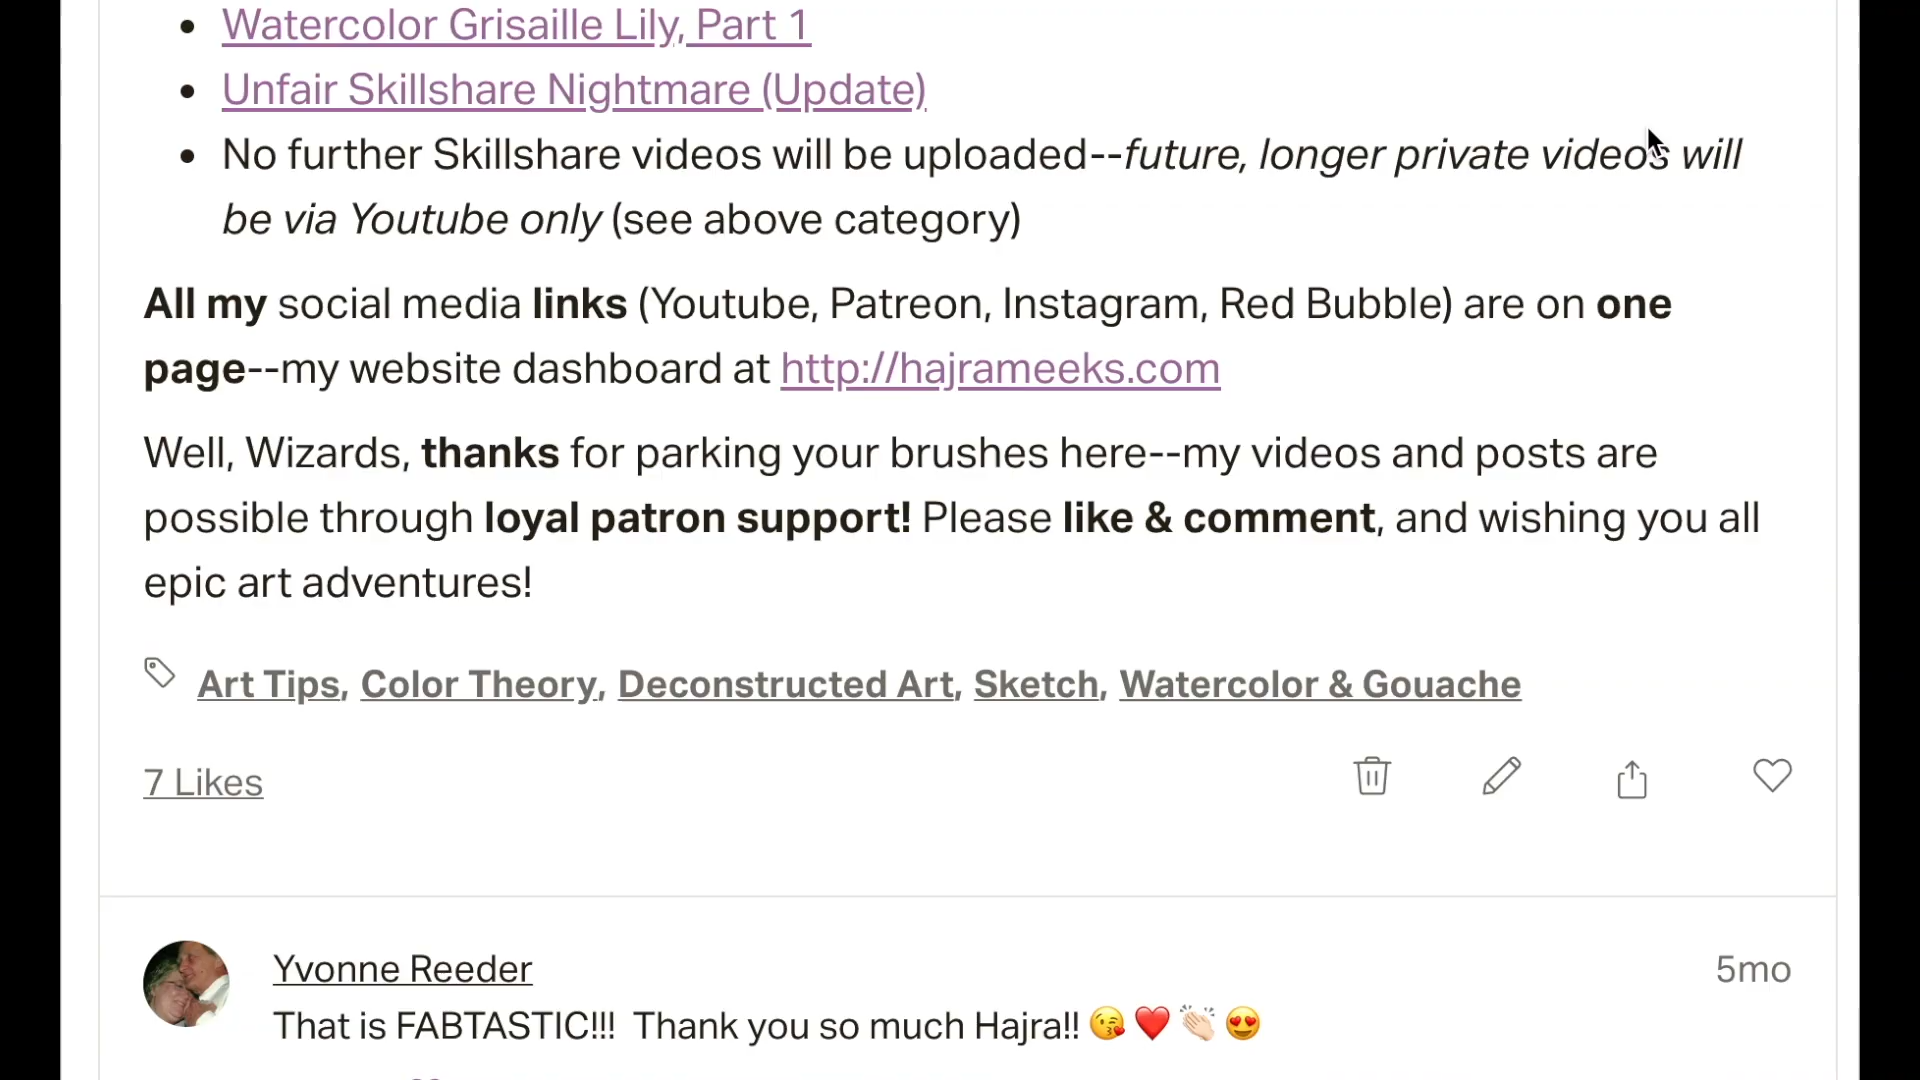 Watercolor Grisaille Lily, Part 1
Unfair Skillshare Nightmare (Update)
No further Skillshare videos will be uploaded--future, longer private videos will
be via Youtube only (see above category)
All my social media links (Youtube, Patreon, Instagram, Red Bubble) are on one
page--my website dashboard at http://hajrameeks.com
Well, Wizards, thanks for parking your brushes here--my videos and posts are
possible through loyal patron support! Please like & comment, and wishing you all
epic art adventures!
Art Tips, Color Theory, Deconstructed Art, Sketch, Watercolor & Gouache
7 Likes
Yvonne Reeder 5mo
That is FABTASTIC!!! Thank you so much Hajra!! 😘❤️👏🏻😍